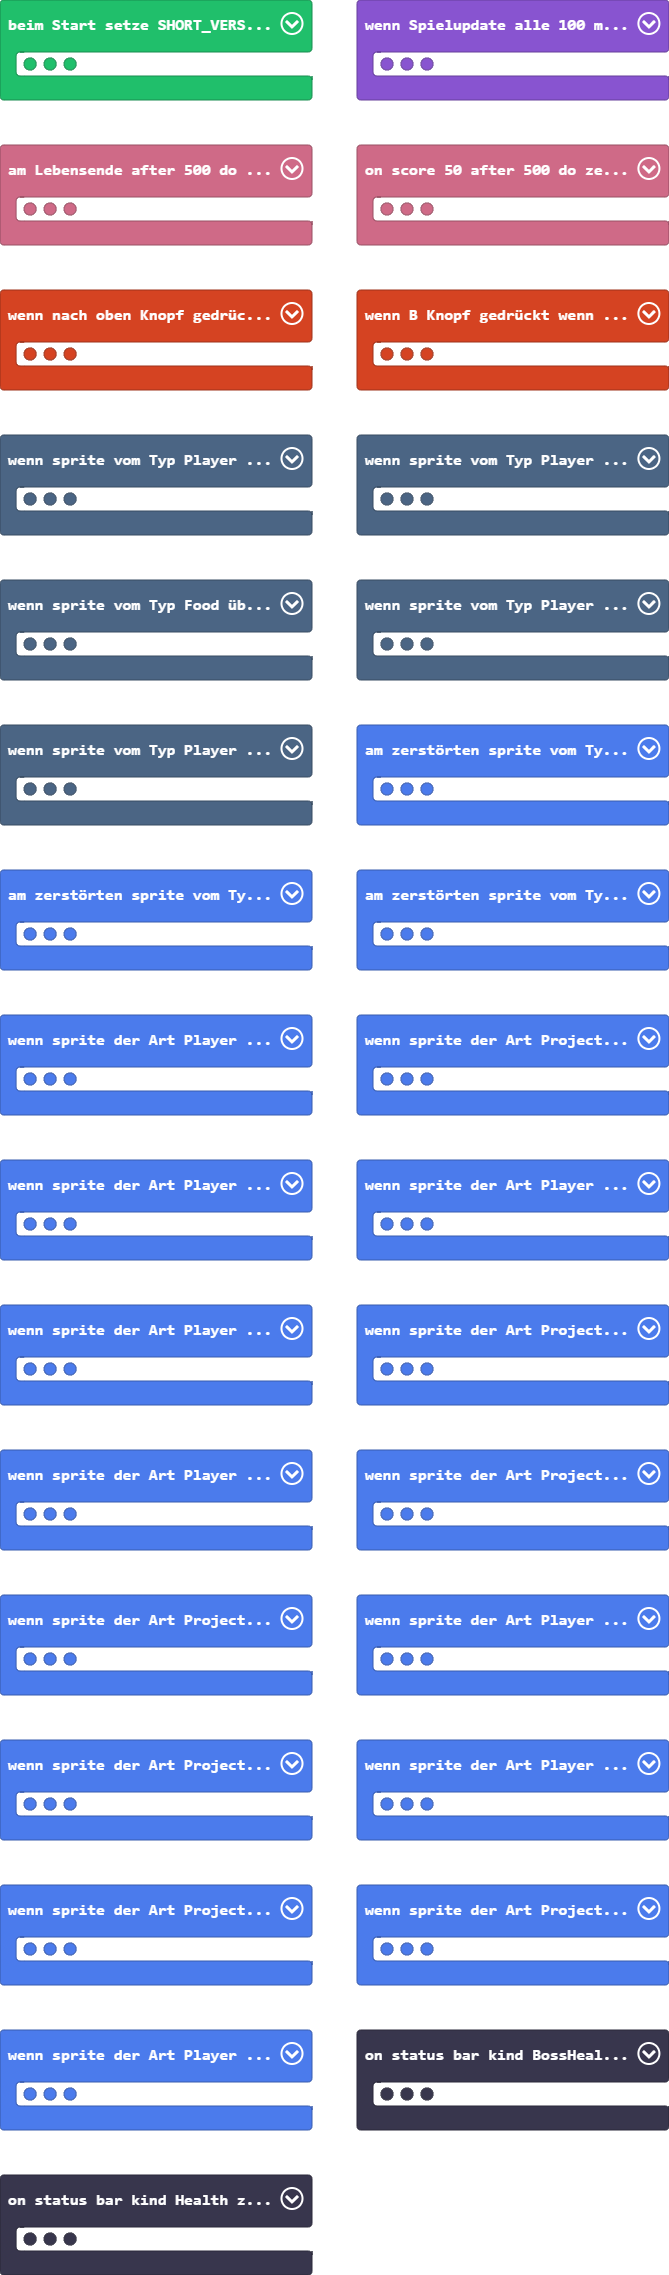 beim Start setze SHORT_VERS...
wenn Spielupdate alle 100 m...
am Lebensende after 500 do ...
on score 50 after 500 do ze...
wenn nach oben Knopf gedrüc...
wenn B Knopf gedrückt wenn ...
wenn sprite vom Typ Player ...
wenn sprite vom Typ Player ...
wenn sprite vom Typ Food üb...
wenn sprite vom Typ Player ...
wenn sprite vom Typ Player ...
am zerstörten sprite vom Ty...
am zerstörten sprite vom Ty...
am zerstörten sprite vom Ty...
wenn sprite der Art Player ...
wenn sprite der Art Project...
wenn sprite der Art Player ...
wenn sprite der Art Player ...
wenn sprite der Art Player ...
wenn sprite der Art Project...
wenn sprite der Art Player ...
wenn sprite der Art Project...
wenn sprite der Art Project...
wenn sprite der Art Player ...
wenn sprite der Art Project...
wenn sprite der Art Player ...
wenn sprite der Art Project...
wenn sprite der Art Project...
wenn sprite der Art Player ...
on status bar kind BossHeal...
on status bar kind Health z...